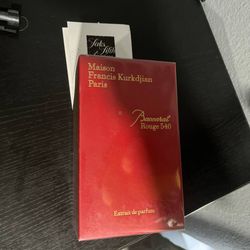 Saks
Maison
Francis Kurkdjian
Paris
Baccarat
Rouge 540
Extrait de parfum